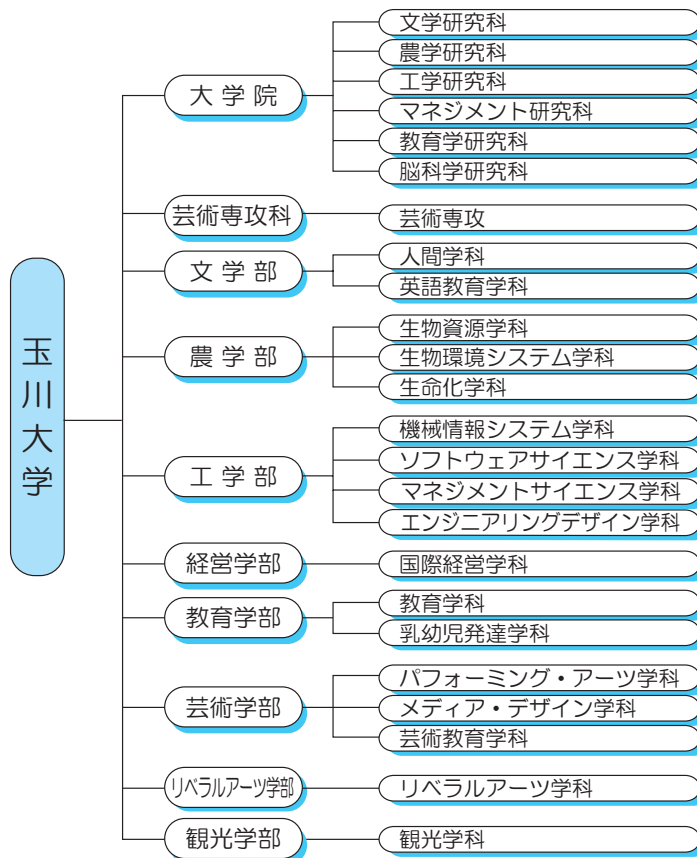 玉川大学
大学院
文学研究科
農学研究科
工学研究科
マネジメント研究科
教育学研究科
脳科学研究科
芸術専攻科
芸術専攻
文学部
人間学科
英語教育学科
農学部
生物資源学科
生物環境システム学科
生命化学科
工学部
機械情報システム学科
ソフトウェアサイエンス学科
マネジメントサイエンス学科
エンジニアリングデザイン学科
経営学部
国際経営学科
教育学部
教育学科
乳幼児発達学科
芸術学部
パフォーミング・アーツ学科
メディア・デザイン学科
芸術教育学科
リベラルアーツ学部
リベラルアーツ学科
観光学部
観光学科